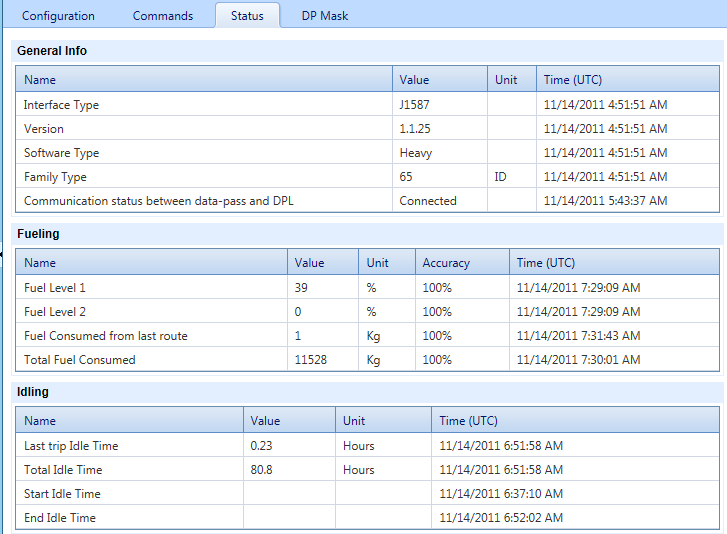 Configuration Commands Status DP Mask
General Info
Name Value Unit Time (UTC)
Interface Type J1587 11/14/2011 4:51:51 AM
Version 1.1.25 11/14/2011 4:51:51 AM
Software Type Heavy 11/14/2011 4:51:51 AM
Family Type 65 ID 11/14/2011 4:51:51 AM
Communication status between data-pass and DPL Connected 11/14/2011 5:43:37 AM
Fueling
Name Value Unit Accuracy Time (UTC)
Fuel Level 1 39 % 100% 11/14/2011 7:29:09 AM
Fuel Level 2 0 % 100% 11/14/2011 7:29:09 AM
Fuel Consumed from last route 1 Kg 100% 11/14/2011 7:31:43 AM
Total Fuel Consumed 11528 Kg 100% 11/14/2011 7:30:01 AM
Idling
Name Value Unit Time (UTC)
Last trip Idle Time 0.23 Hours 11/14/2011 6:51:58 AM
Total Idle Time 80.8 Hours 11/14/2011 6:51:58 AM
Start Idle Time 11/14/2011 6:37:10 AM
End Idle Time 11/14/2011 6:52:02 AM